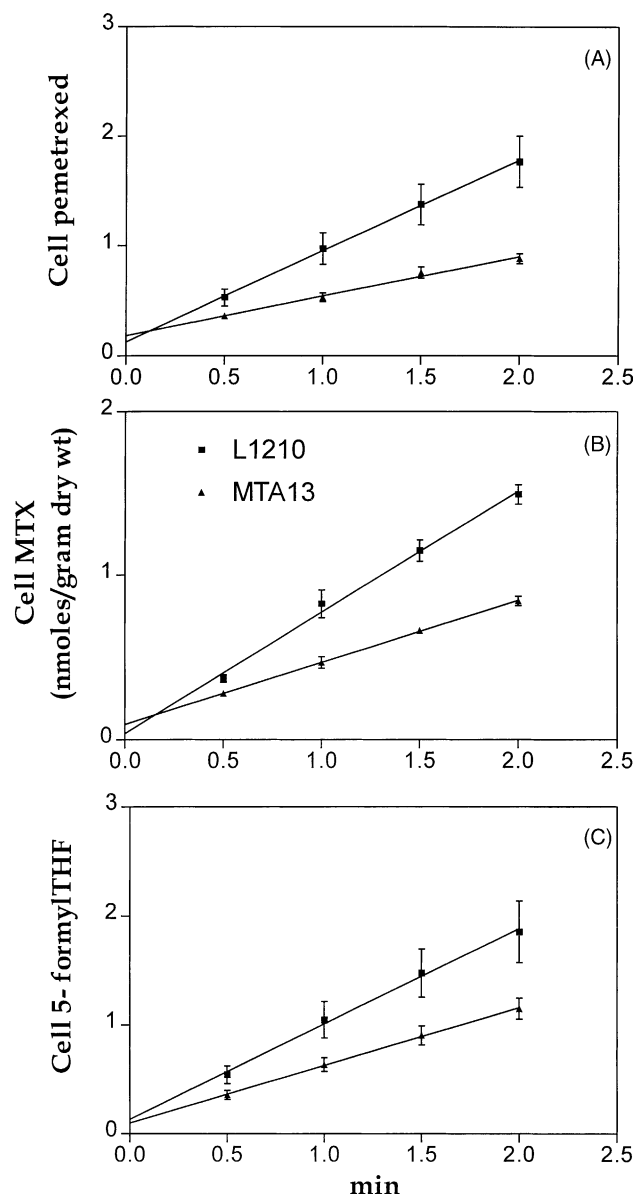 3
(A)
2
Cell pemetrexed
1
0
0.0 0.5 1.0 1.5 2.0 2.5
2
(B)
L1210
MTA13
Cell MTX
(nmoles/gram dry wt)
1
0
0.0 0.5 1.0 1.5 2.0 2.5
3
(C)
2
Cell 5- formylTHF
1
0
0.0 0.5 1.0 1.5 2.0 2.5
min